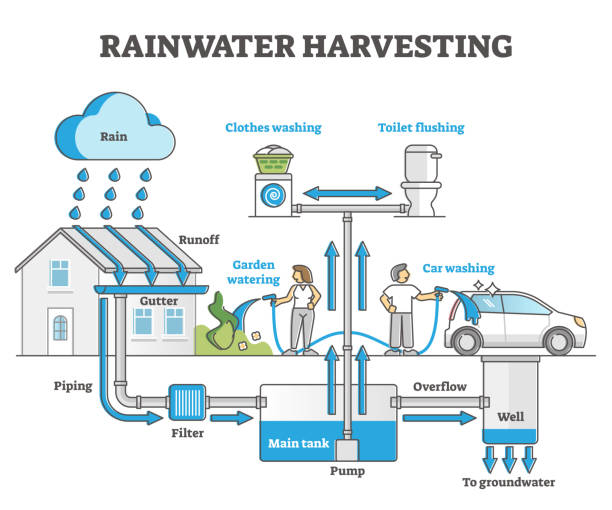 RAINWATER HARVESTING
Rain
Clothes washing
Toilet flushing
Runoff
Garden
watering
Car washing
Gutter
Piping
Filter
Main tank
Pump
Overflow
Well
To groundwater